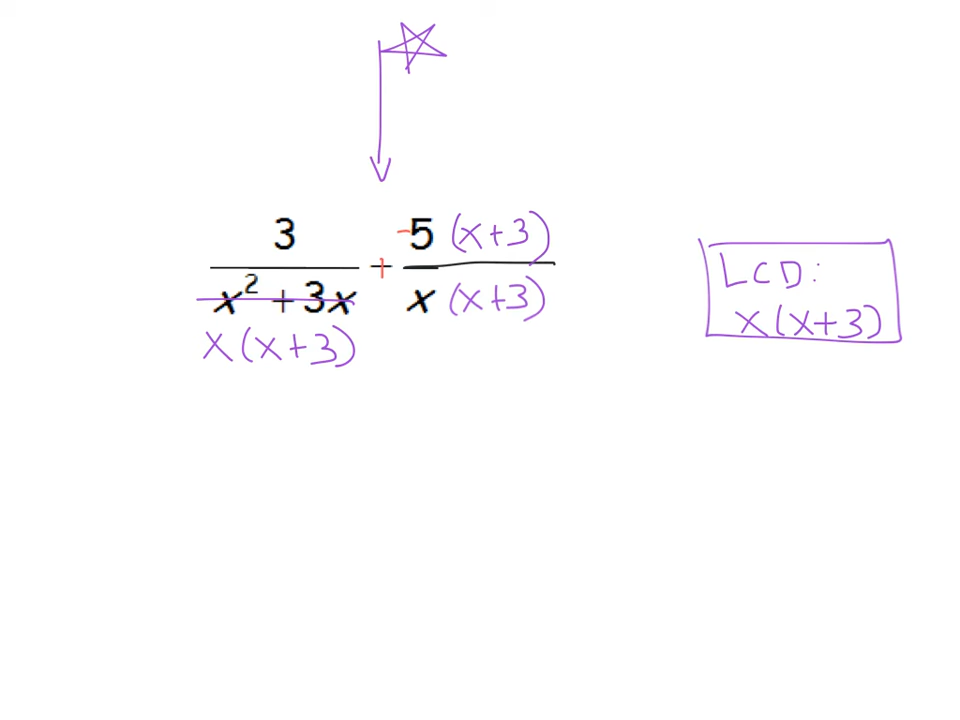 3 + -5 (x+3)
x² + 3x x (x+3)
x(x+3)
LCD:
x(x+3)